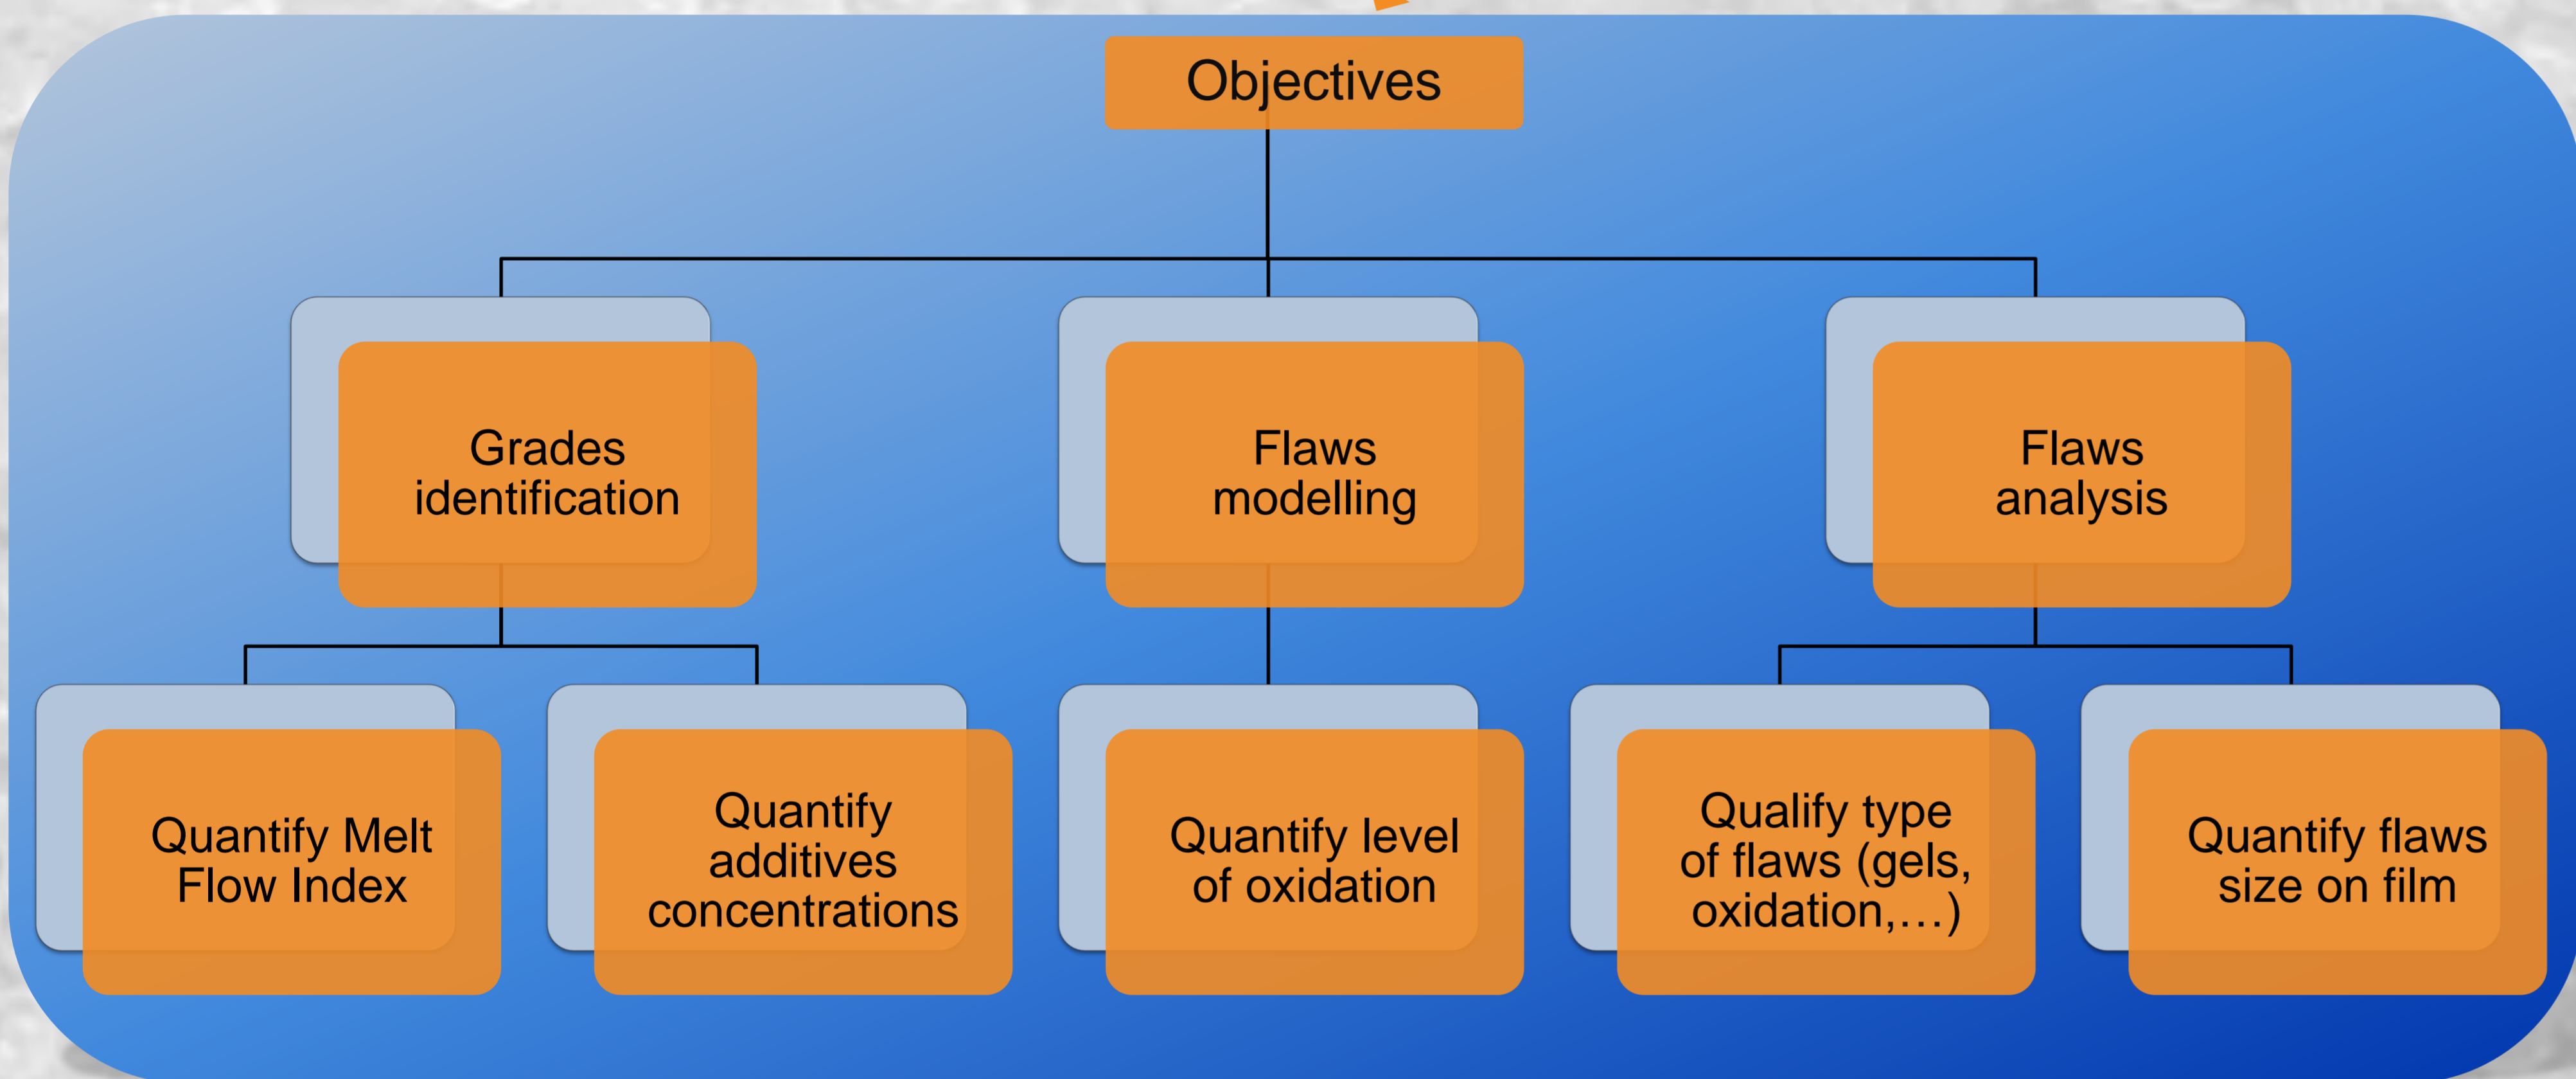 Objectives
Grades
identification
Flaws
modelling
Flaws
analysis
Quantify Melt
Flow Index
Quantify
additives
concentrations
Quantify level
of oxidation
Qualify type
of flaws (gels,
oxidation,…)
Quantify flaws
size on film